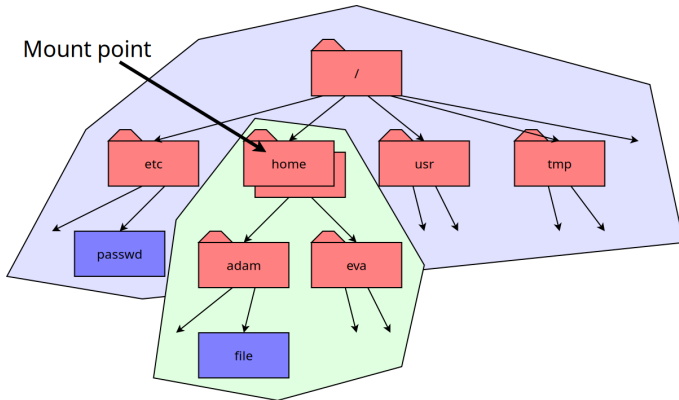 Mount point
/
etc
home
usr
tmp
passwd
adam
eva
file